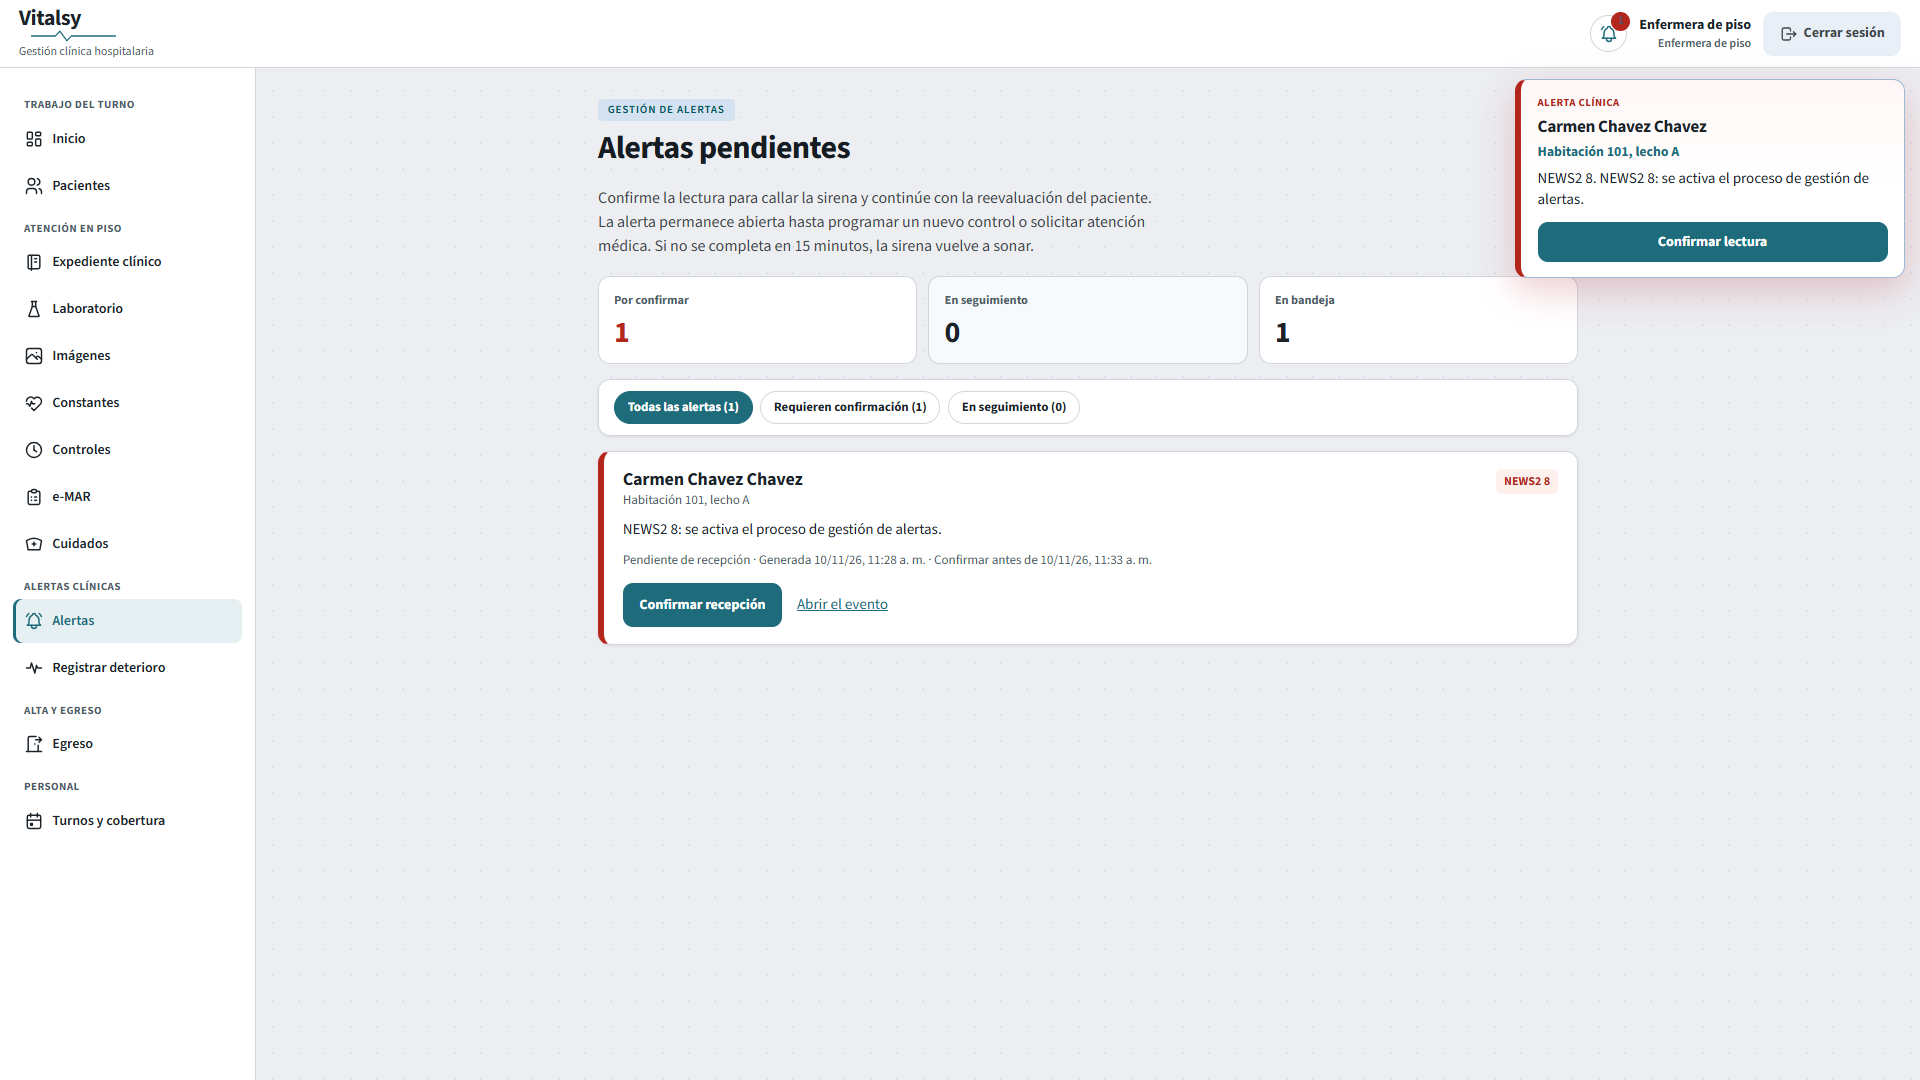 Vitalsy
Gestión clínica hospitalaria
Enfermera de piso
Enfermera de piso
Cerrar sesión
TRABAJO DEL TURNO
Inicio
Pacientes
ATENCIÓN EN PISO
Expediente clínico
Laboratorio
Imágenes
Constantes
Controles
e-MAR
Cuidados
ALERTAS CLÍNICAS
Alertas
Registrar deterioro
ALTA Y EGRESO
Egreso
PERSONAL
Turnos y cobertura
GESTIÓN DE ALERTAS
Alertas pendientes
Confirme la lectura para callar la sirena y continúe con la reevaluación del paciente.
La alerta permanece abierta hasta programar un nuevo control o solicitar atención
médica. Si no se completa en 15 minutos, la sirena vuelve a sonar.
ALERTA CLÍNICA
Carmen Chavez Chavez
Habitación 101, lecho A
NEWS2 8. NEWS2 8: se activa el proceso de gestión de
alertas.
Confirmar lectura
Por confirmar
1
En seguimiento
0
En bandeja
1
Todas las alertas (1)
Requieren confirmación (1)
En seguimiento (0)
Carmen Chavez Chavez
NEWS2 8
Habitación 101, lecho A
NEWS2 8: se activa el proceso de gestión de alertas.
Pendiente de recepción · Generada 10/11/26, 11:28 a. m. · Confirmar antes de 10/11/26, 11:33 a. m.
Confirmar recepción
Abrir el evento